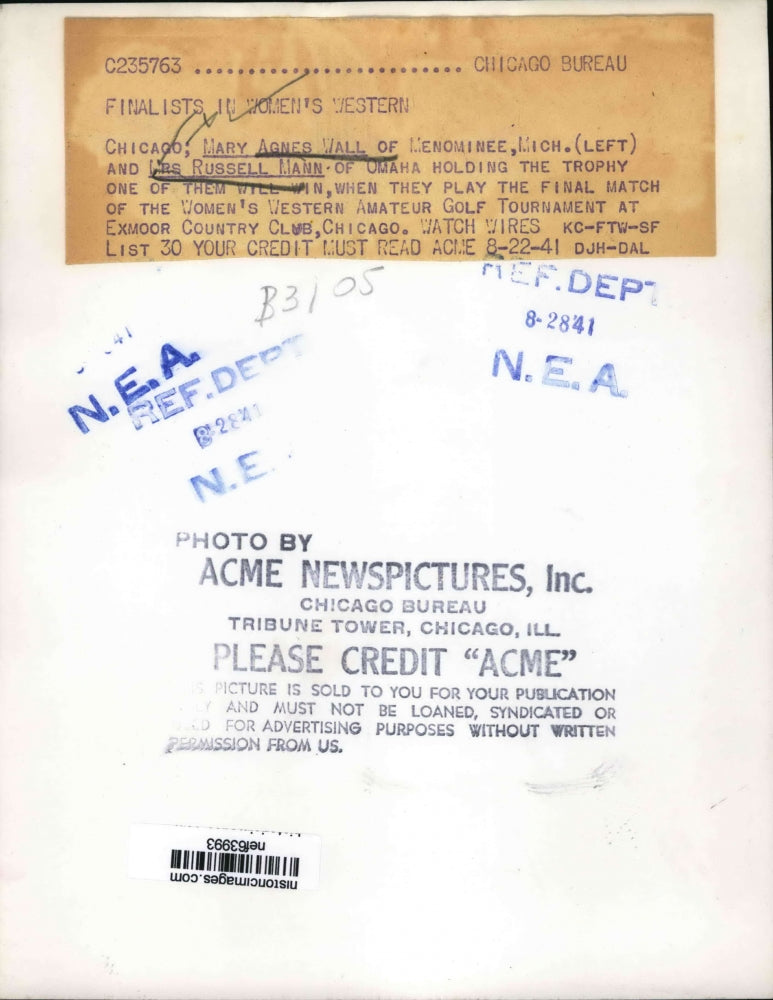 C235763 ............................ CHICAGO BUREAU
FINALISTS IN WOMEN'S WESTERN
CHICAGO; MARY AGNES WALL OF MENOMINEE, MICH. (LEFT)
AND MRS RUSSELL MANN OF OMAHA HOLDING THE TROPHY
ONE OF THEM WILL WIN, WHEN THEY PLAY THE FINAL MATCH
OF THE WOMEN'S WESTERN AMATEUR GOLF TOURNAMENT AT
EXMOOR COUNTRY CLUB, CHICAGO. WATCH WIRES KC-FTW-SF
LIST 30 YOUR CREDIT MUST READ ACME 8-22-41 DJH-DAL
B3105
REF. DEPT
8-28'41
N.E.A.
41
N.E.A.
REF. DEPT
8-28'41
N.E.
PHOTO BY
ACME NEWSPICTURES, Inc.
CHICAGO BUREAU
TRIBUNE TOWER, CHICAGO, ILL.
PLEASE CREDIT "ACME"
PICTURE IS SOLD TO YOU FOR YOUR PUBLICATION
AND MUST NOT BE LOANED, SYNDICATED OR
FOR ADVERTISING PURPOSES WITHOUT WRITTEN
PERMISSION FROM US.
nef63993
historicimages.com